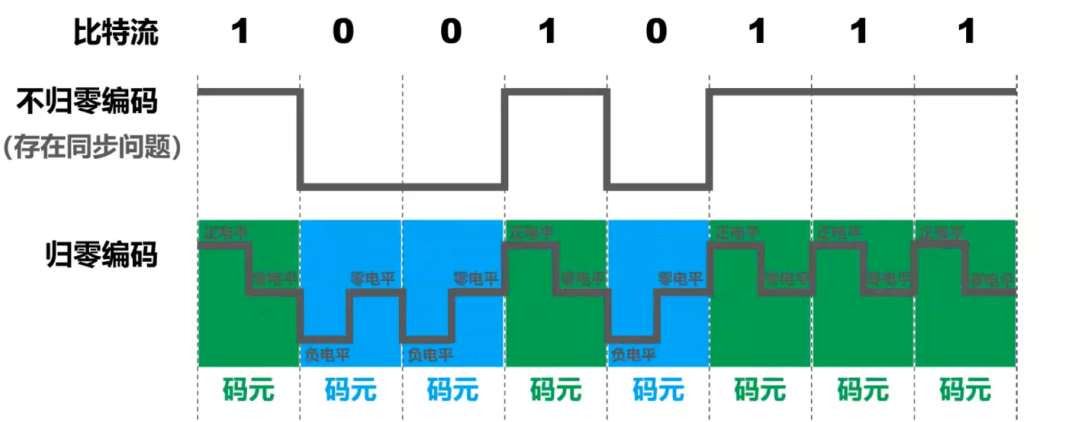 比特流 1 0 0 1 0 1 1 1
不归零编码
(存在同步问题)
归零编码
正电平 正电平 正电平 正电平 正电平
零电平 零电平 零电平 零电平 零电平 零电平 零电平 零电平
负电平 负电平 负电平
码元 码元 码元 码元 码元 码元 码元 码元